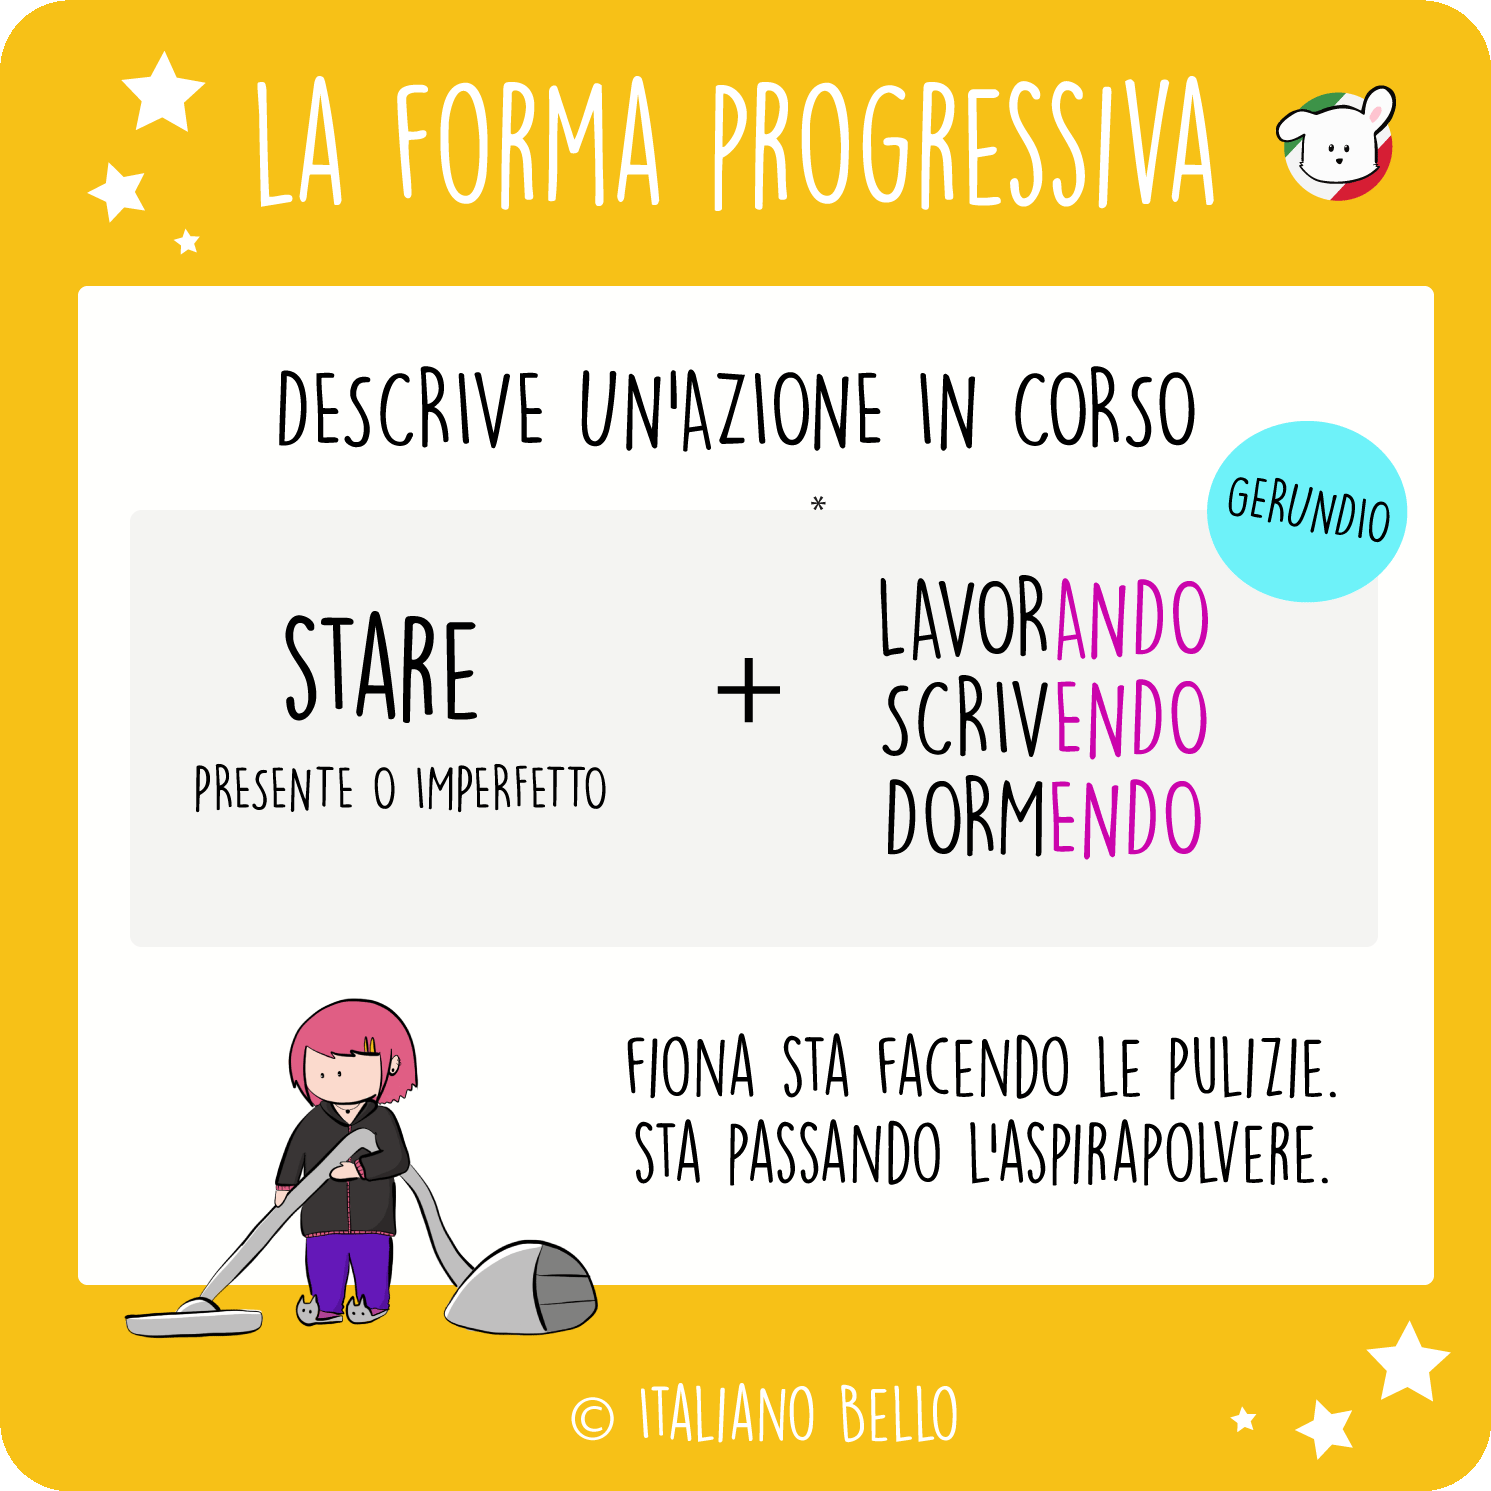 LA FORMA PROGRESSIVA
DESCRIVE UN'AZIONE IN CORSO
*
GERUNDIO
STARE
PRESENTE O IMPERFETTO
+
LAVORANDO
SCRIVENDO
DORMENDO
FIONA STA FACENDO LE PULIZIE.
STA PASSANDO L'ASPIRAPOLVERE.
© ITALIANO BELLO